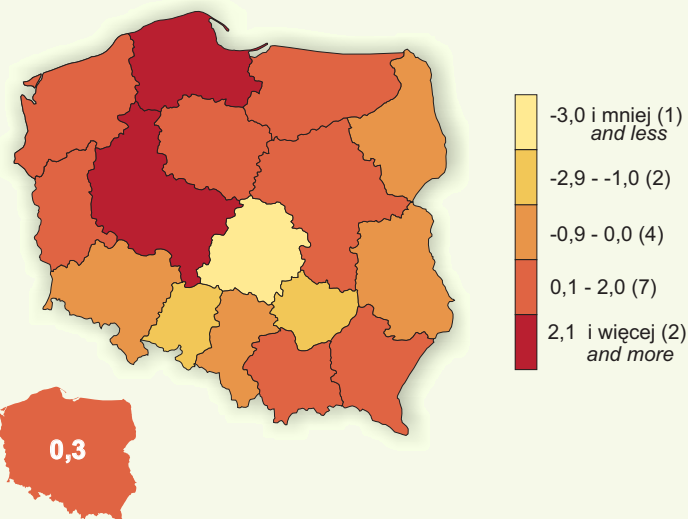 -3,0 i mniej (1)
and less
-2,9 - -1,0 (2)
-0,9 - 0,0 (4)
0,1 - 2,0 (7)
2,1 i więcej (2)
and more
0,3